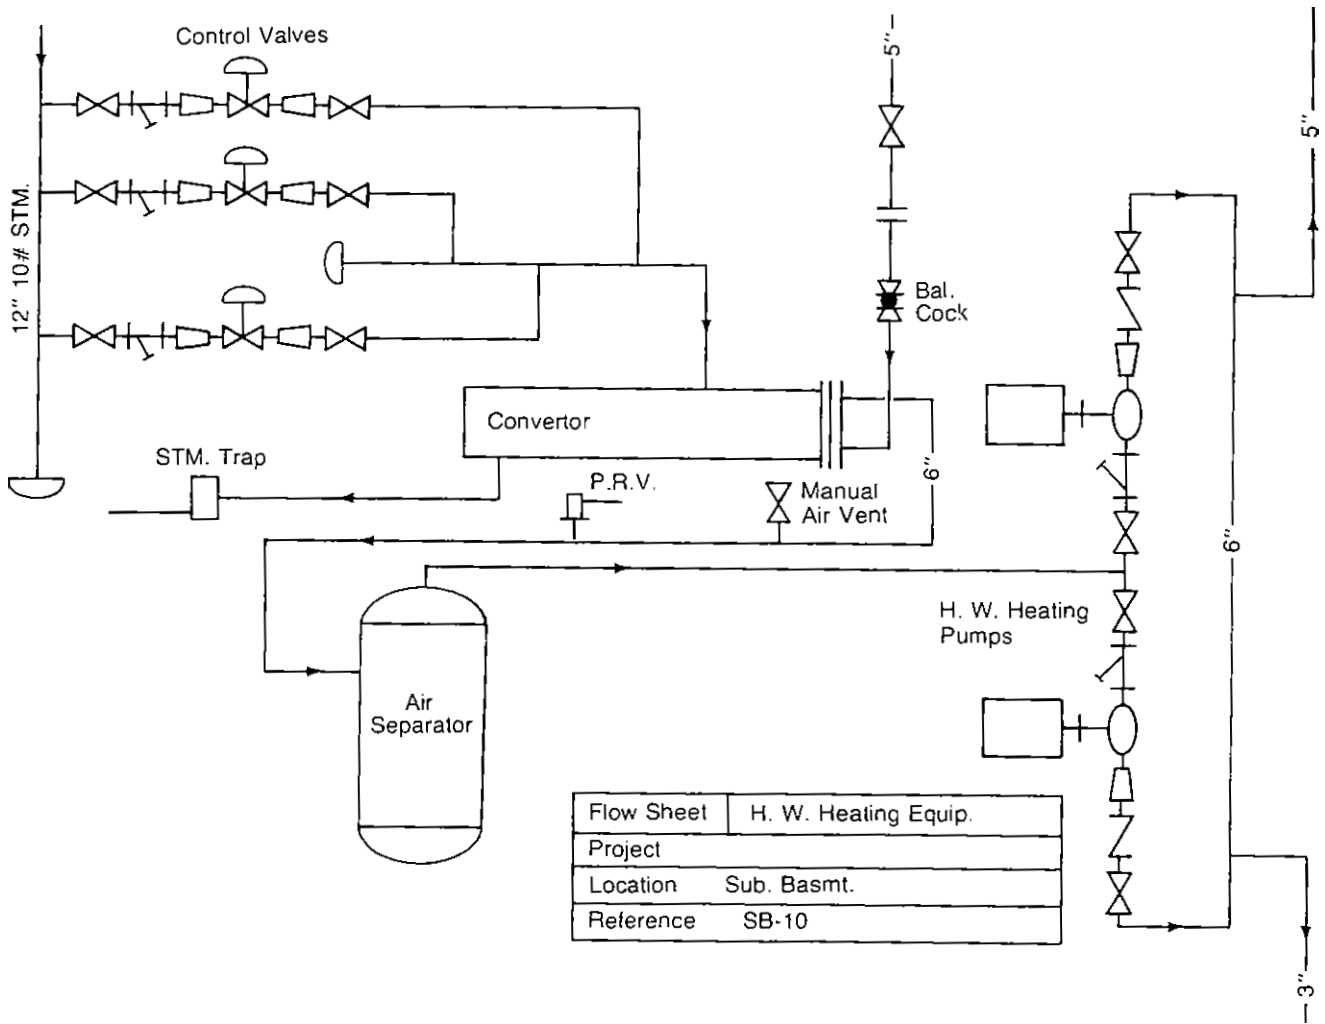 Control Valves
5″
5″
12″ 10# STM.
Bal.
Cock
Convertor
STM. Trap
P.R.V.
Manual
Air Vent
6″
6″
H. W. Heating
Pumps
Air
Separator
Flow Sheet H. W. Heating Equip.
Project
Location Sub. Basmt.
Reference SB-10
3″